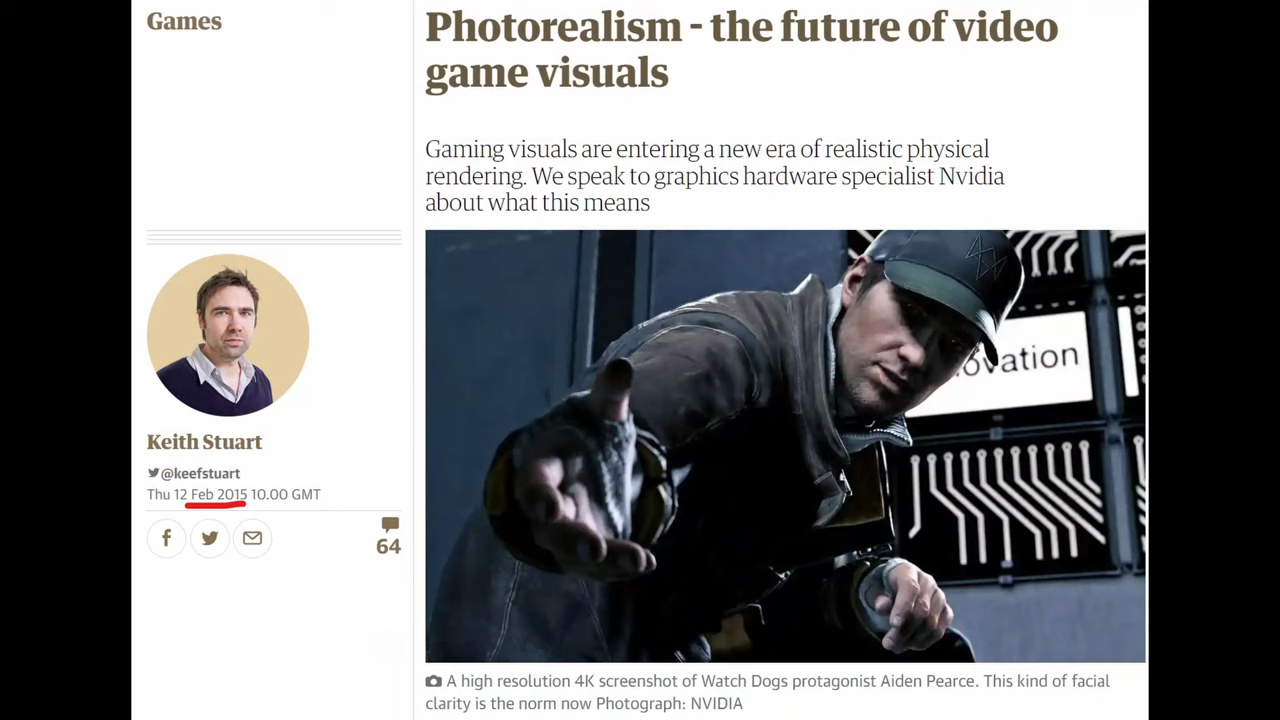 Games
Photorealism - the future of video
game visuals
Gaming visuals are entering a new era of realistic physical
rendering. We speak to graphics hardware specialist Nvidia
about what this means
ovation
Keith Stuart
@keefstuart
Thu 12 Feb 2015 10.00 GMT
64
A high resolution 4K screenshot of Watch Dogs protagonist Aiden Pearce. This kind of facial
clarity is the norm now Photograph: NVIDIA